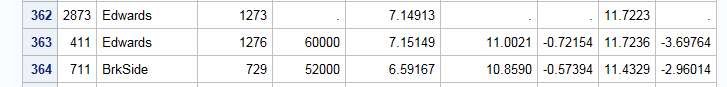 362 2873 Edwards 1273 . 7.14913 . . 11.7223 .
363 411 Edwards 1276 60000 7.15149 11.0021 -0.72154 11.7236 -3.69764
364 711 BrkSide 729 52000 6.59167 10.8590 -0.57394 11.4329 -2.96014